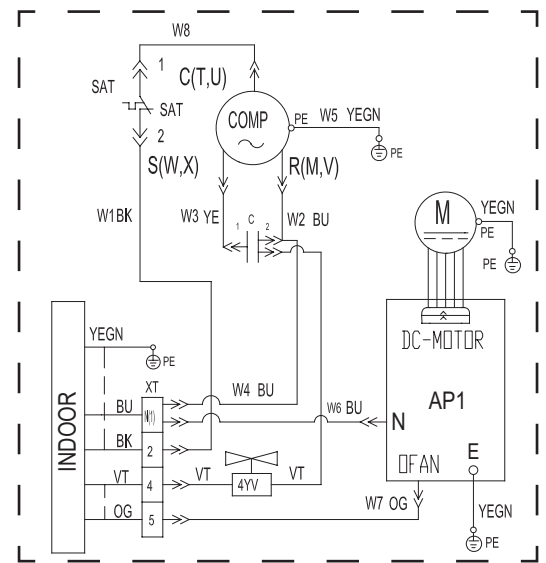 W8
1
C(T,U)
SAT
SAT
COMP
PE
W5 YEGN
PE
2
S(W,X)
R(M,V)
W1BK
W3 YE
1
C
2
W2 BU
M
YEGN
PE
PE
DC-MOTOR
YEGN
PE
XT
W4 BU
INDOOR
BU
N(1)
W6 BU
N
AP1
BK
2
VT
4
VT
4YV
VT
OFAN
E
OG
5
W7 OG
YEGN
PE